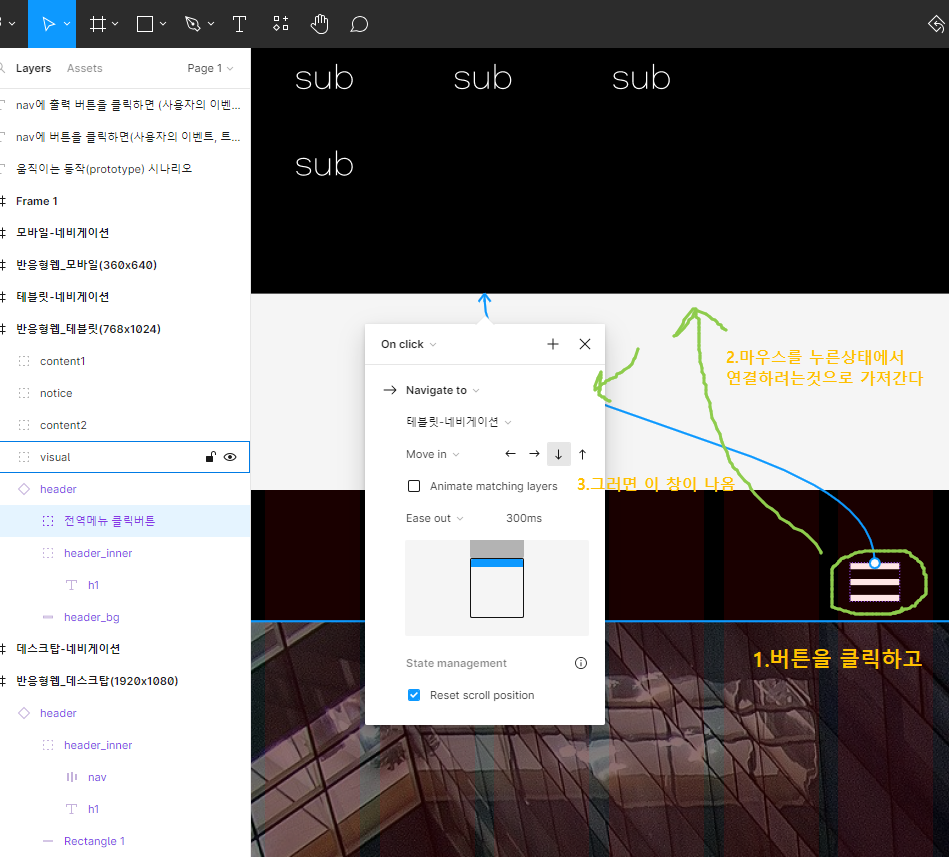 Layers Assets Page 1
nav에 출력 버튼을 클릭하면 (사용자의 이벤...
nav에 버튼을 클릭하면(사용자의 이벤트, 트...
움직이는 동작(prototype) 시나리오
Frame 1
모바일-네비게이션
반응형웹_모바일(360x640)
테블릿-네비게이션
반응형웹_테블릿(768x1024)
content1
notice
content2
visual
header
전역메뉴 클릭버튼
header_inner
h1
header_bg
데스크탑-네비게이션
반응형웹_데스크탑(1920x1080)
header
header_inner
nav
h1
Rectangle 1
sub sub sub
sub
On click
Navigate to
테블릿-네비게이션
Move in
Animate matching layers
Ease out 300ms
State management
Reset scroll position
2.마우스를 누른상태에서
연결하려는것으로 가져간다
3.그러면 이 창이 나옴
1.버튼을 클릭하고